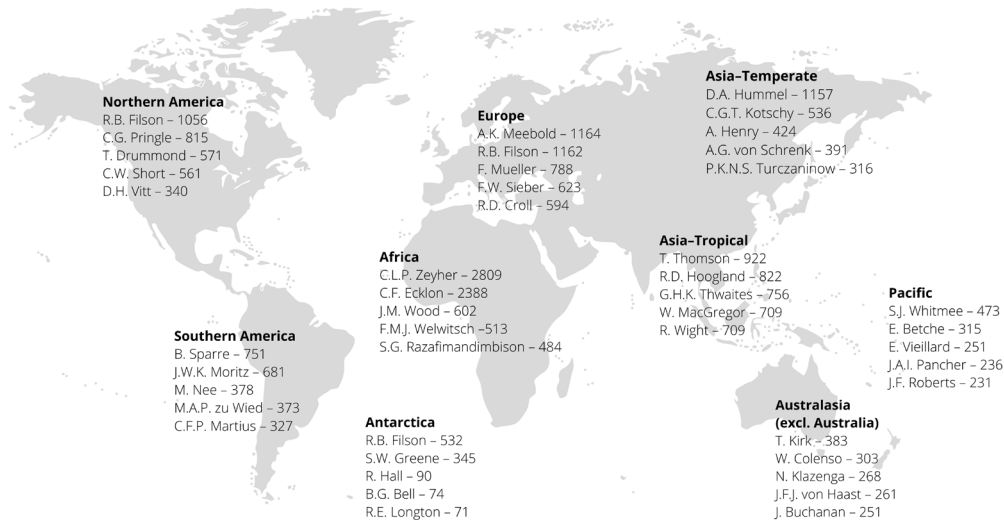 Northern America
R.B. Filson – 1056
C.G. Pringle – 815
T. Drummond – 571
C.W. Short – 561
D.H. Vitt – 340
Europe
A.K. Meebold – 1164
R.B. Filson – 1162
F. Mueller – 788
F.W. Sieber – 623
R.D. Croll – 594
Asia–Temperate
D.A. Hummel – 1157
C.G.T. Kotschy – 536
A. Henry – 424
A.G. von Schrenk – 391
P.K.N.S. Turczaninow – 316
Africa
C.L.P. Zeyher – 2809
C.F. Ecklon – 2388
J.M. Wood – 602
F.M.J. Welwitsch –513
S.G. Razafimandimbison – 484
Asia–Tropical
T. Thomson – 922
R.D. Hoogland – 822
G.H.K. Thwaites – 756
W. MacGregor – 709
R. Wight – 709
Pacific
S.J. Whitmee – 473
E. Betche – 315
E. Vieillard – 251
J.A.I. Pancher – 236
J.F. Roberts – 231
Southern America
B. Sparre – 751
J.W.K. Moritz – 681
M. Nee – 378
M.A.P. zu Wied – 373
C.F.P. Martius – 327
Antarctica
R.B. Filson – 532
S.W. Greene – 345
R. Hall – 90
B.G. Bell – 74
R.E. Longton – 71
Australasia
(excl. Australia)
T. Kirk – 383
W. Colenso – 303
N. Klazenga – 268
J.F.J. von Haast – 261
J. Buchanan – 251